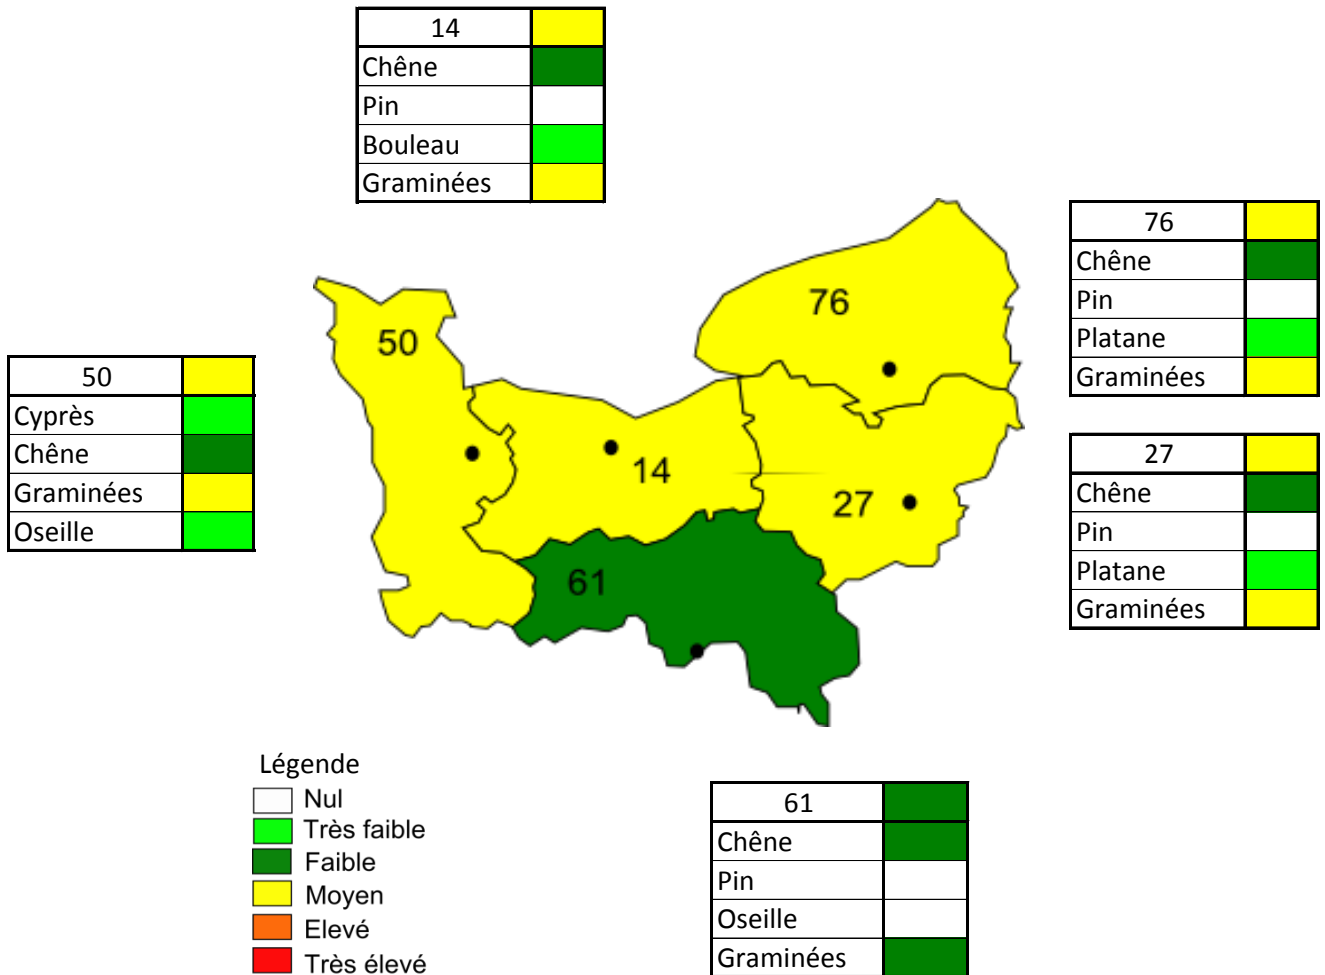 14
Chêne
Pin
Bouleau
Graminées
76
Chêne
Pin
Platane
Graminées
50
Cyprès
Chêne
Graminées
Oseille
27
Chêne
Pin
Platane
Graminées
76
50
14
27
61
Légende
Nul
Très faible
Faible
Moyen
Elevé
Très élevé
61
Chêne
Pin
Oseille
Graminées